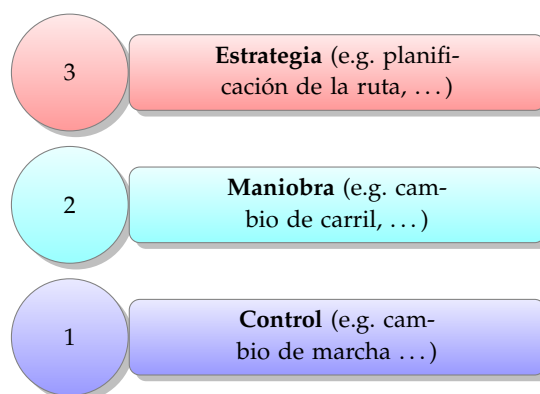 3
Estrategia (e.g. planifi-
cación de la ruta, ...)
2
Maniobra (e.g. cam-
bio de carril, ...)
1
Control (e.g. cam-
bio de marcha ...)